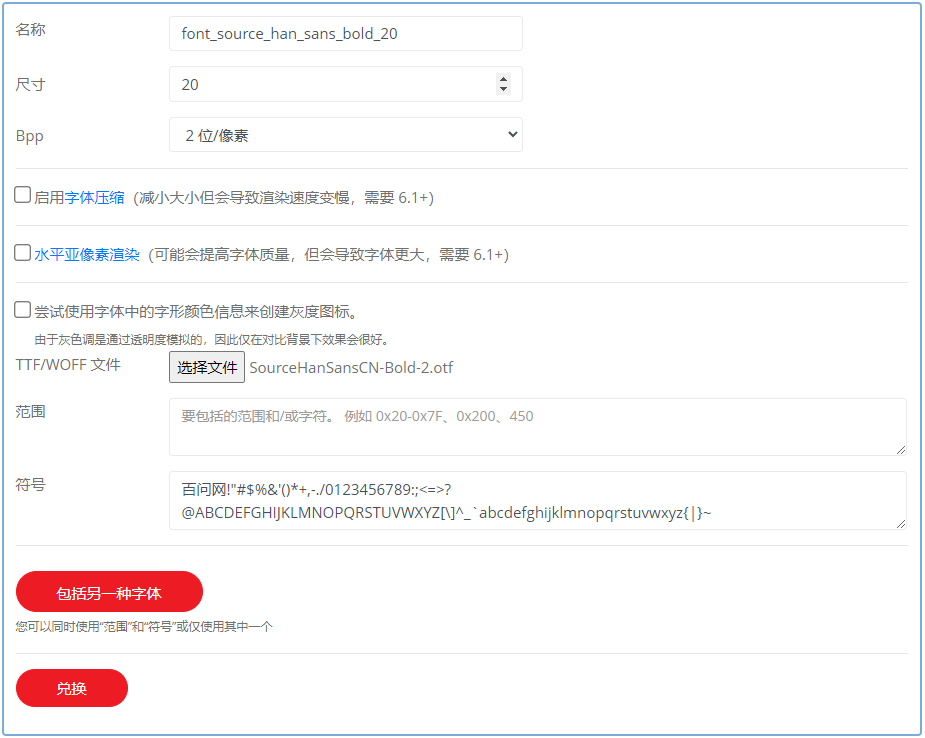 名称
font_source_han_sans_bold_20
尺寸
20
Bpp
2 位/像素
启用字体压缩（减小大小但会导致渲染速度变慢，需要 6.1+)
水平亚像素渲染（可能会提高字体质量，但会导致字体更大，需要 6.1+)
尝试使用字体中的字形颜色信息来创建灰度图标。
由于灰色调是通过透明度模拟的，因此仅在对比背景下效果会很好。
TTF/WOFF 文件
选择文件 SourceHanSansCN-Bold-2.otf
范围
要包括的范围和/或字符。 例如 0x20-0x7F、0x200、450
符号
百问网!"#$%&'()*+,-./0123456789:;<=>?
@ABCDEFGHIJKLMNOPQRSTUVWXYZ[\]^_`abcdefghijklmnopqrstuvwxyz{|}~
包括另一种字体
您可以同时使用“范围”和“符号”或仅使用其中一个
兑换